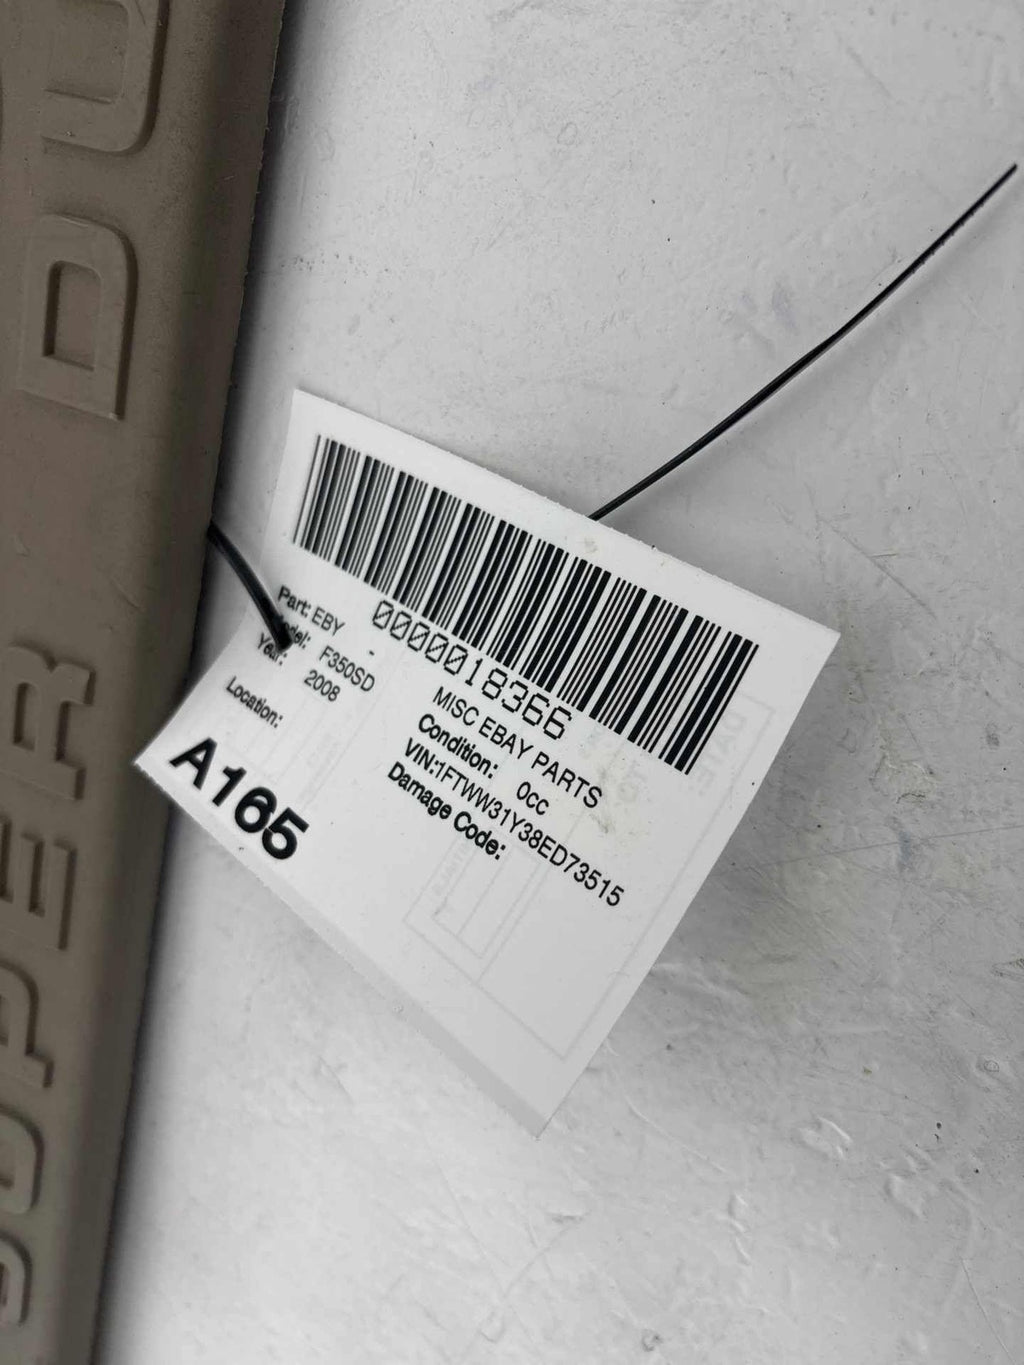 SUPER DU
0000018366
Part: EBY -
Model: F350SD
Year: 2008
MISC EBAY PARTS
Condition: 0cc
VIN:1FTWW31Y38ED73515
Damage Code:
Location:
A165